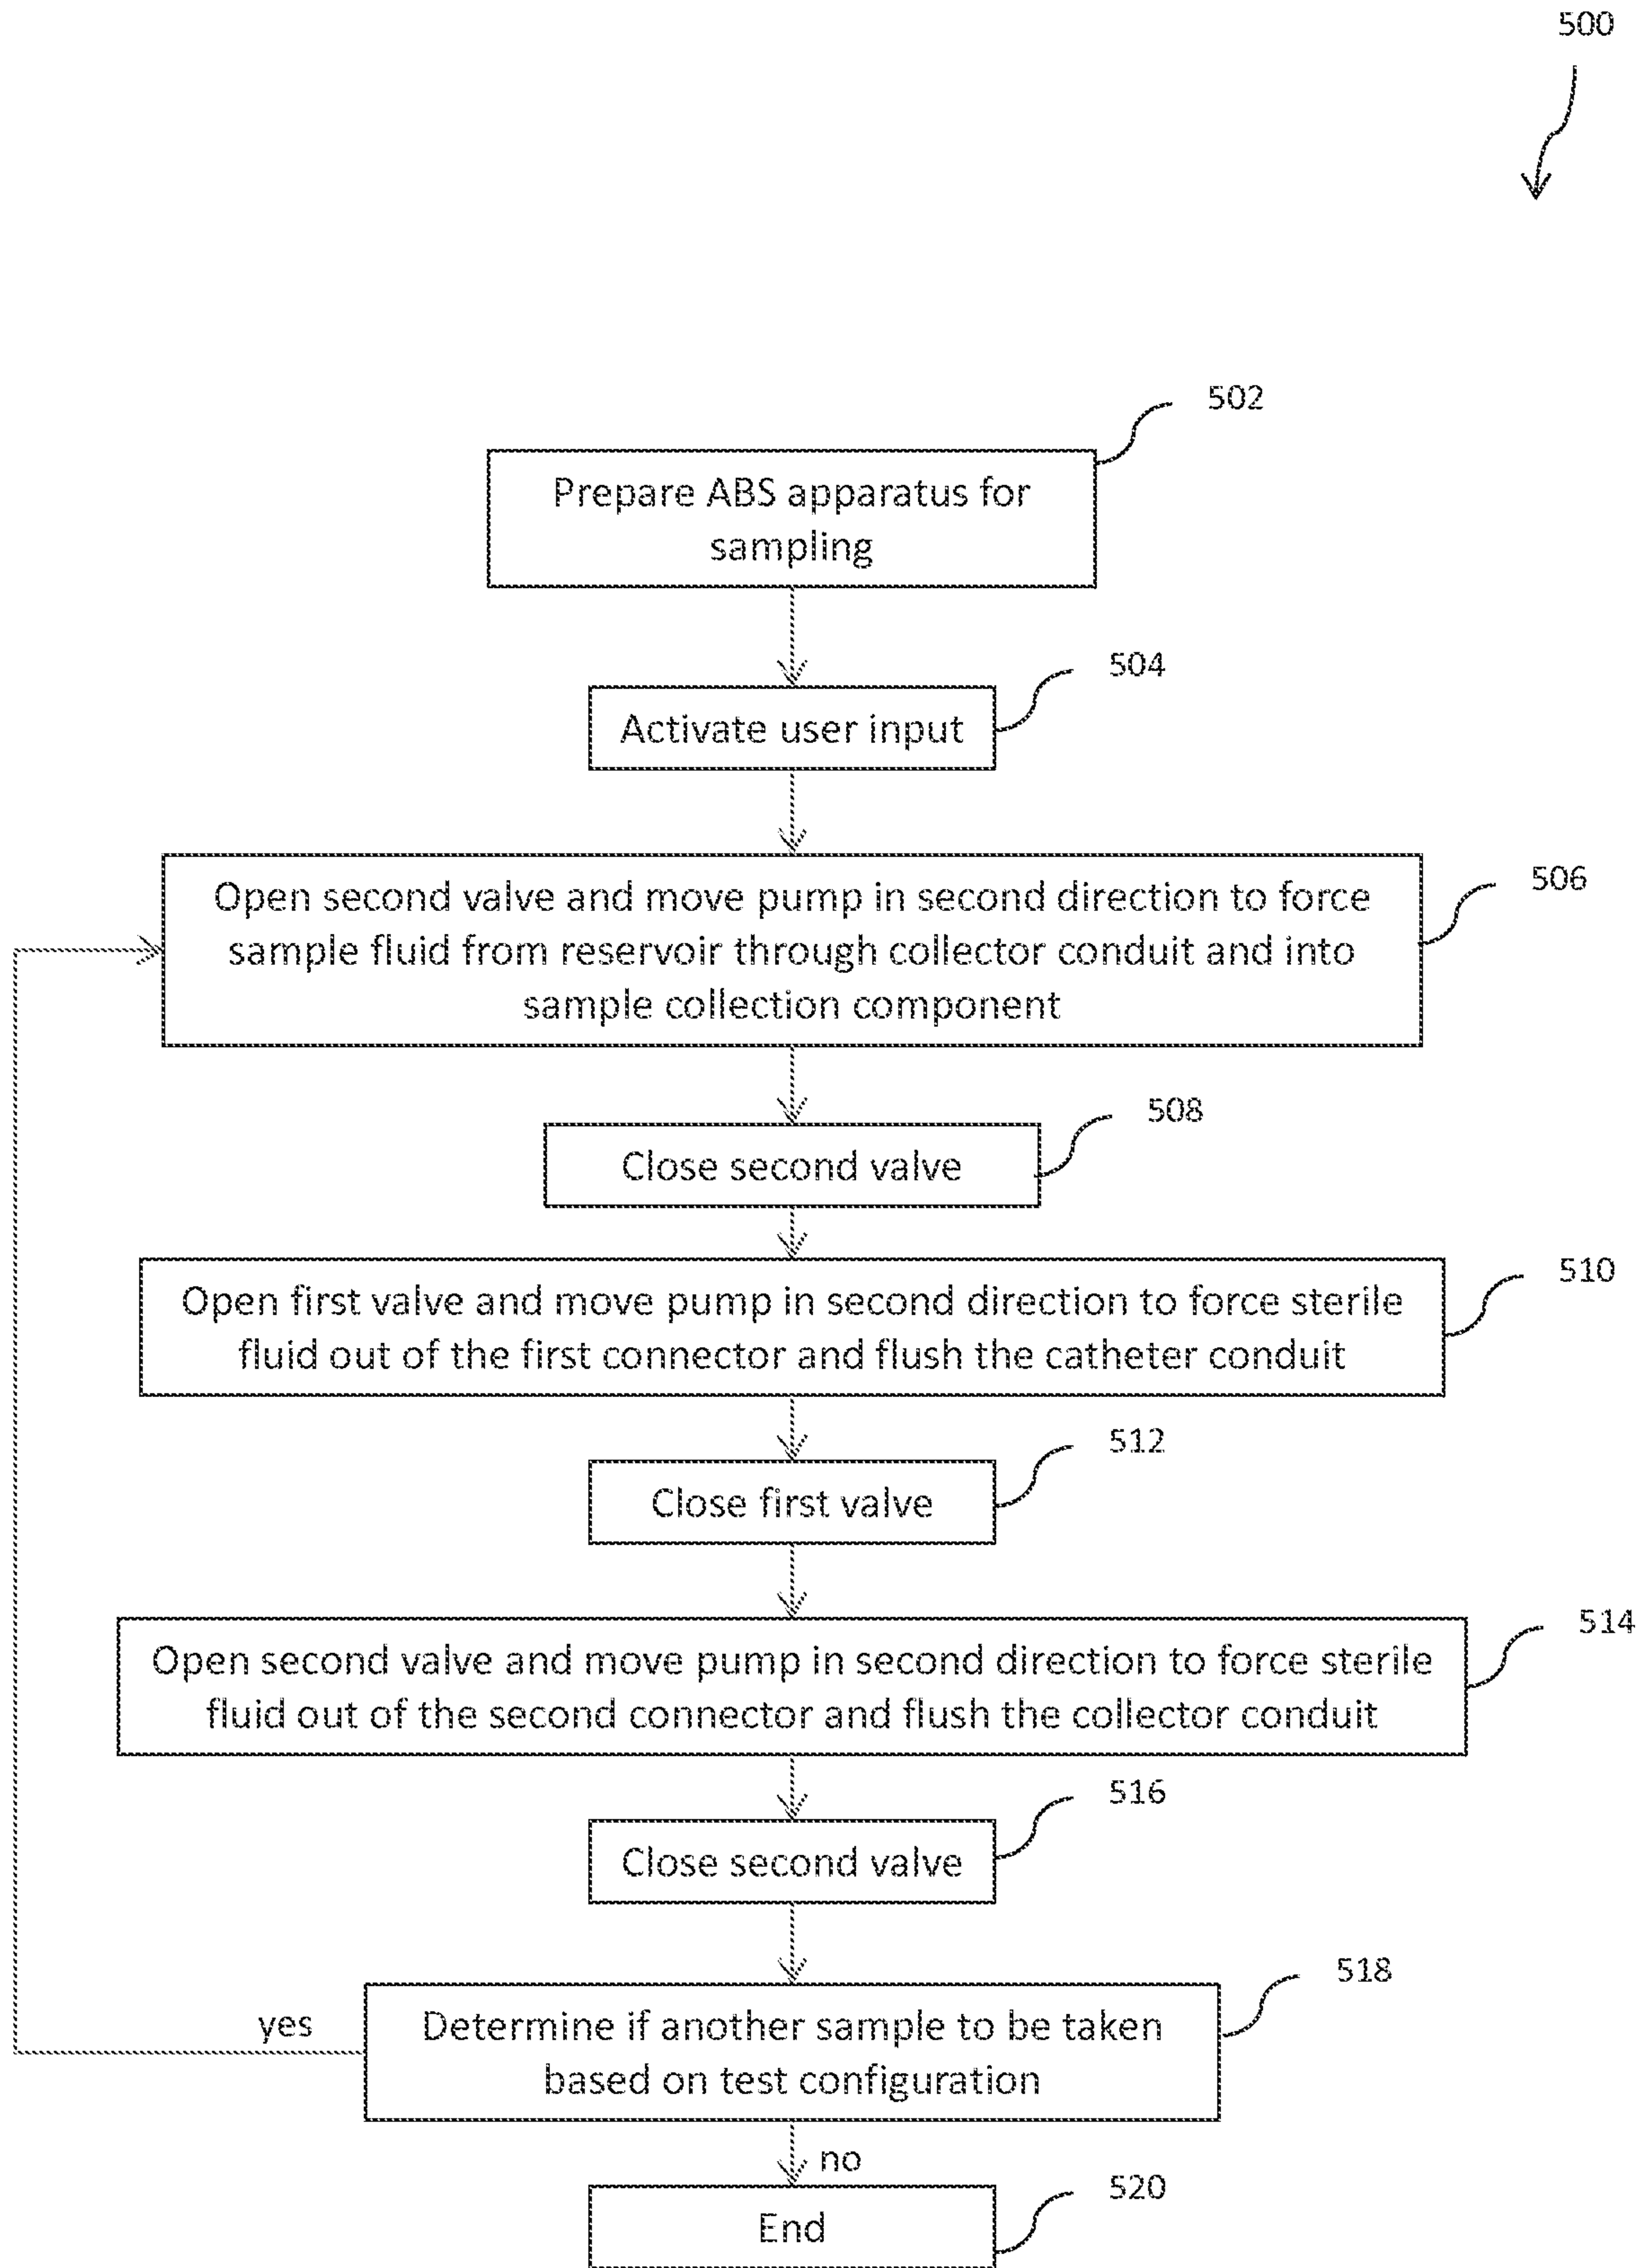 500
502
Prepare ABS apparatus for
sampling
504
Activate user input
506
Open second valve and move pump in second direction to force
sample fluid from reservoir through collector conduit and into
sample collection component
508
Close second valve
510
Open first valve and move pump in second direction to force sterile
fluid out of the first connector and flush the catheter conduit
512
Close first valve
514
Open second valve and move pump in second direction to force sterile
fluid out of the second connector and flush the collector conduit
516
Close second valve
518
yes
Determine if another sample to be taken
based on test configuration
no
520
End